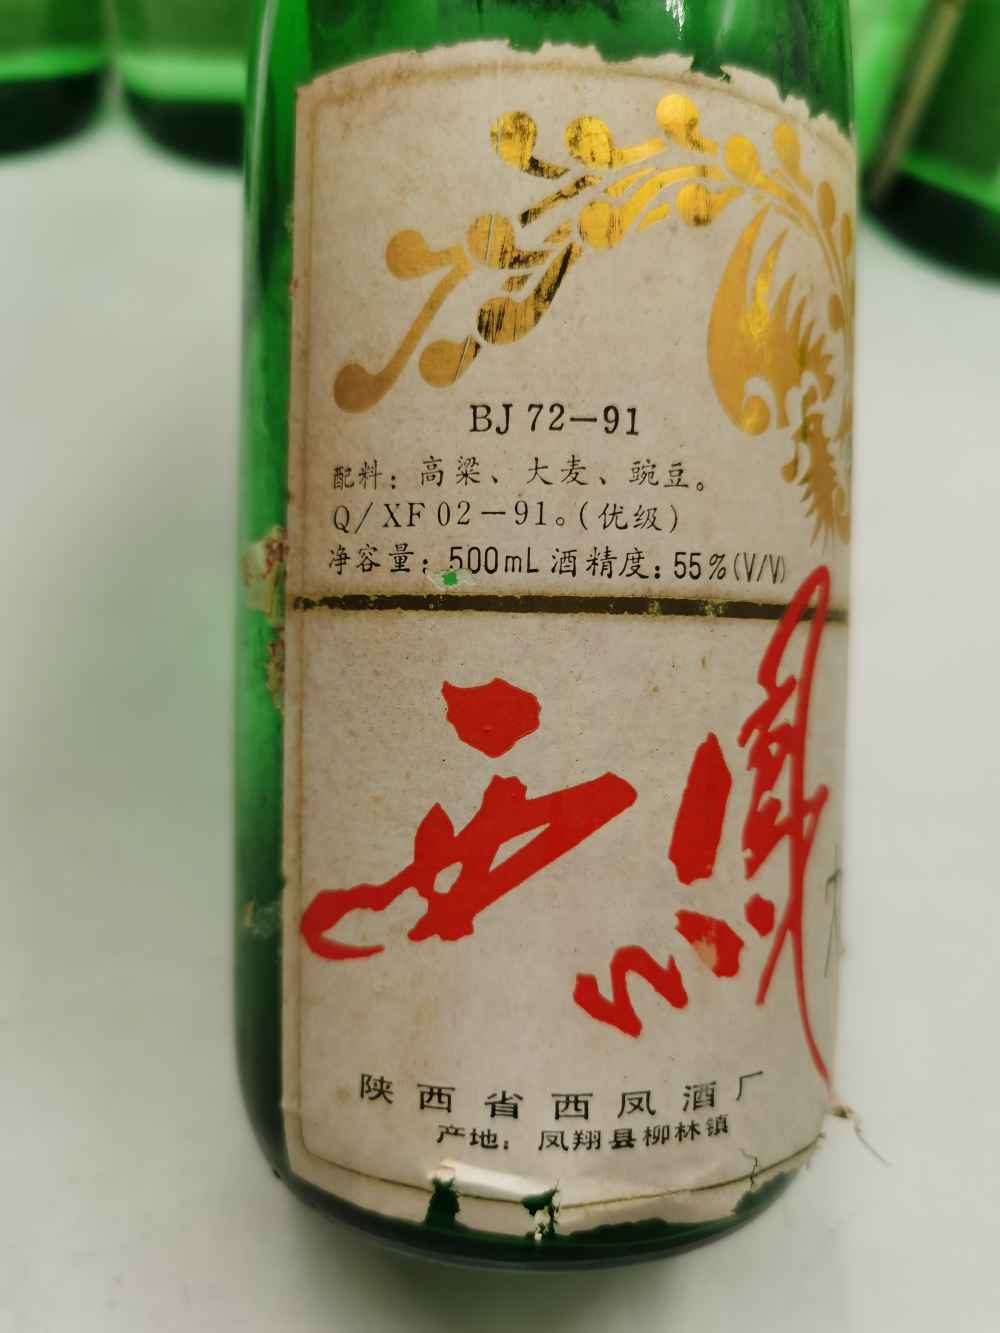 BJ 72-91
配料：高梁、大麦、豌豆。
Q/XF 02-91。(优级)
净容量：500mL 酒精度：55%(V/V)
西鳳
陕西省西凤酒厂
产地：凤翔县柳林镇